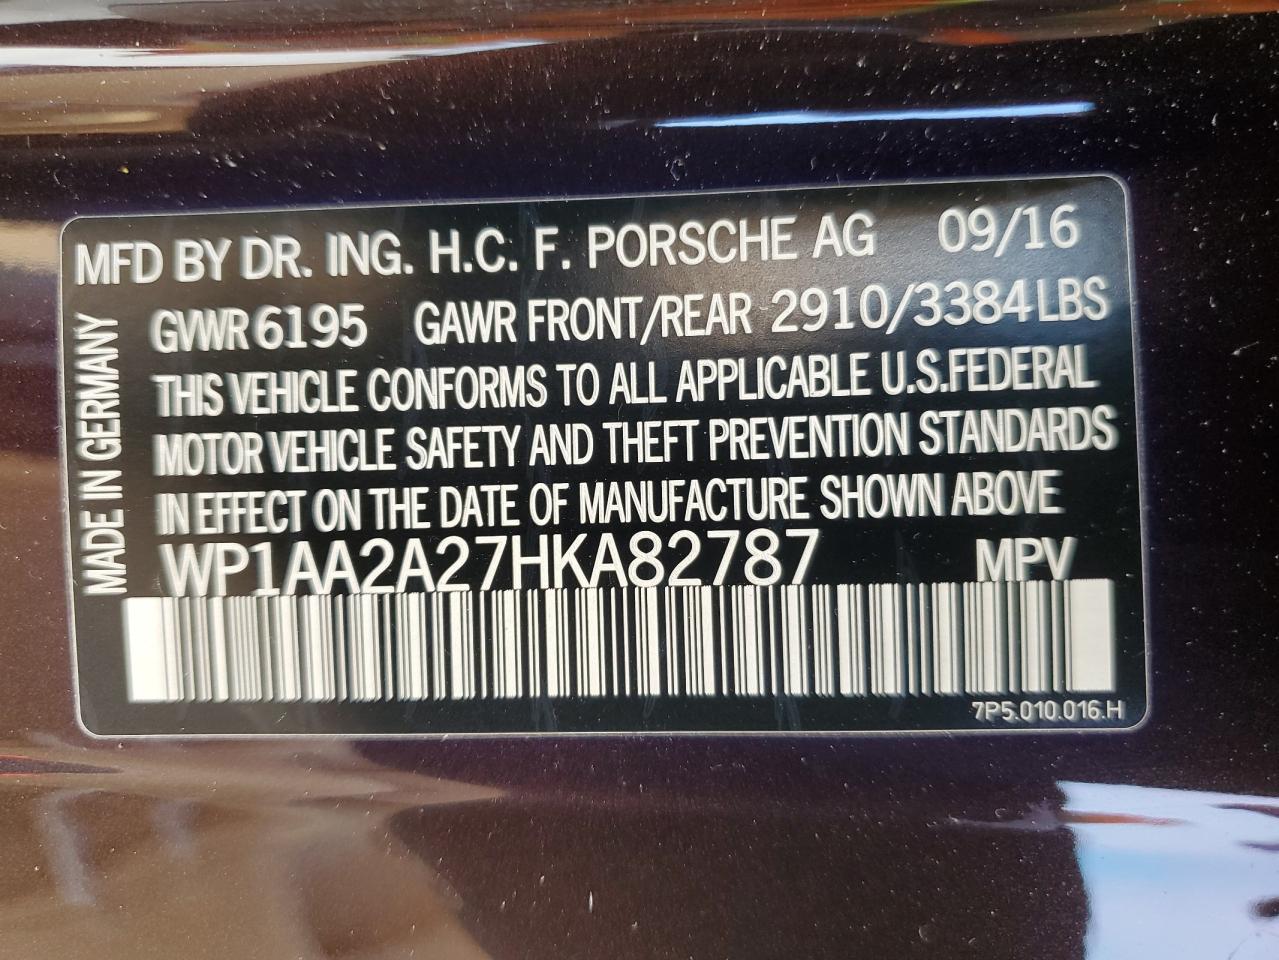 MFD BY DR. ING. H.C. F. PORSCHE AG 09/16
GVWR 6195 GAWR FRONT/REAR 2910/3384 LBS
THIS VEHICLE CONFORMS TO ALL APPLICABLE U.S.FEDERAL
MOTOR VEHICLE SAFETY AND THEFT PREVENTION STANDARDS
IN EFFECT ON THE DATE OF MANUFACTURE SHOWN ABOVE
WP1AA2A27HKA82787 MPV
MADE IN GERMANY
7P5.010.016.H